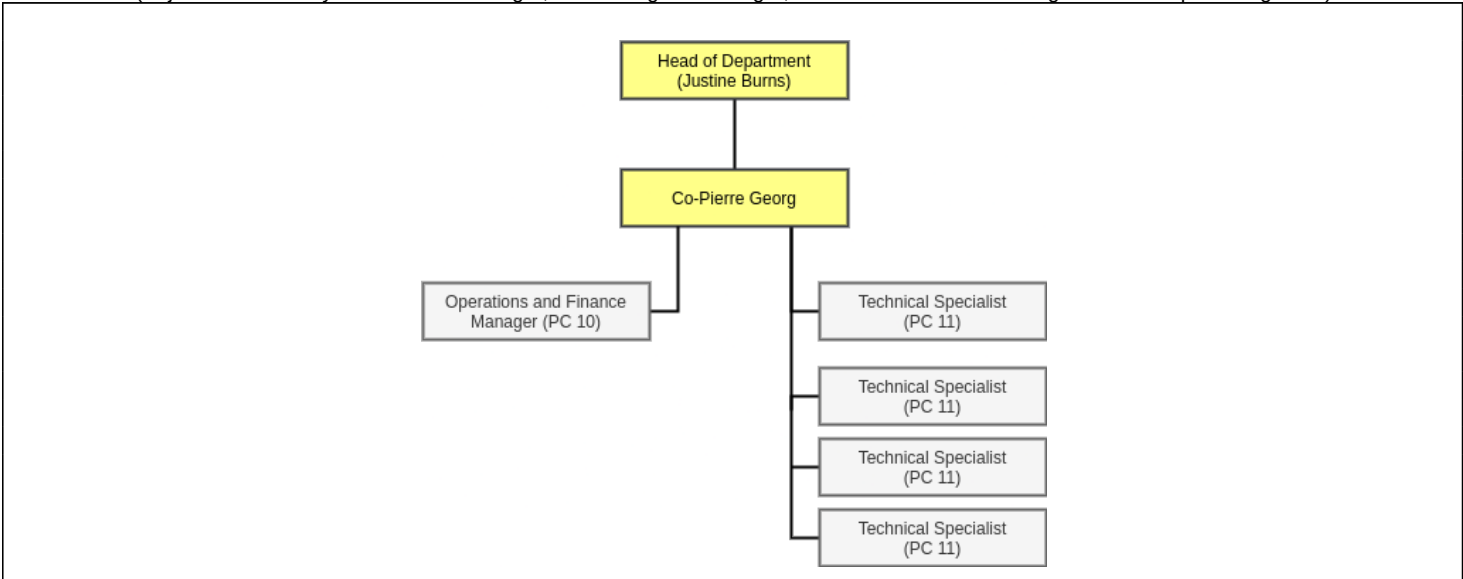 Head of Department
(Justine Burns)
Co-Pierre Georg
Operations and Finance
Manager (PC 10)
Technical Specialist
(PC 11)
Technical Specialist
(PC 11)
Technical Specialist
(PC 11)
Technical Specialist
(PC 11)